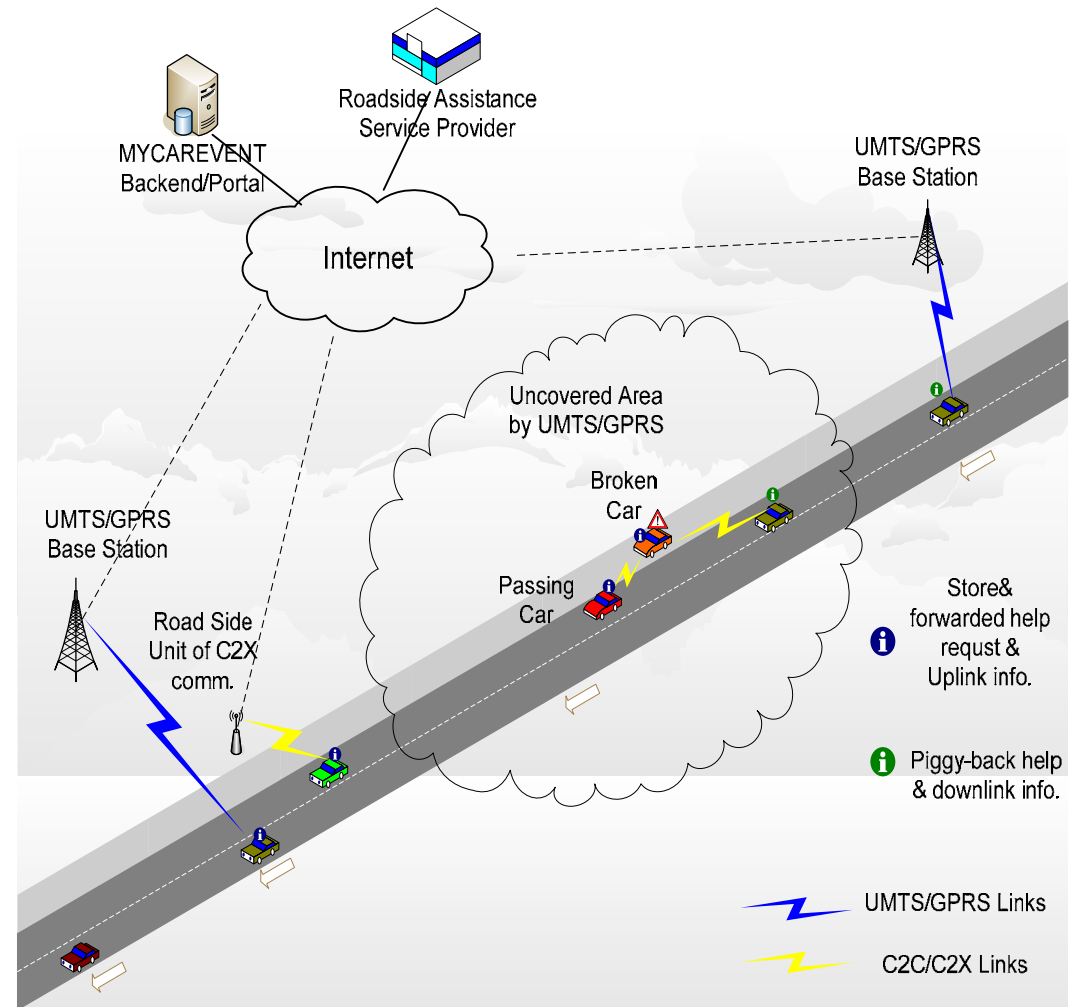 Roadside Assistance
Service Provider
MYCAREVENT
Backend/Portal
UMTS/GPRS
Base Station
Internet
Uncovered Area
by UMTS/GPRS
Broken
Car
UMTS/GPRS
Base Station
Passing
Car
Road Side
Unit of C2X
comm.
Store&
forwarded help
requst &
Uplink info.
Piggy-back help
& downlink info.
UMTS/GPRS Links
C2C/C2X Links